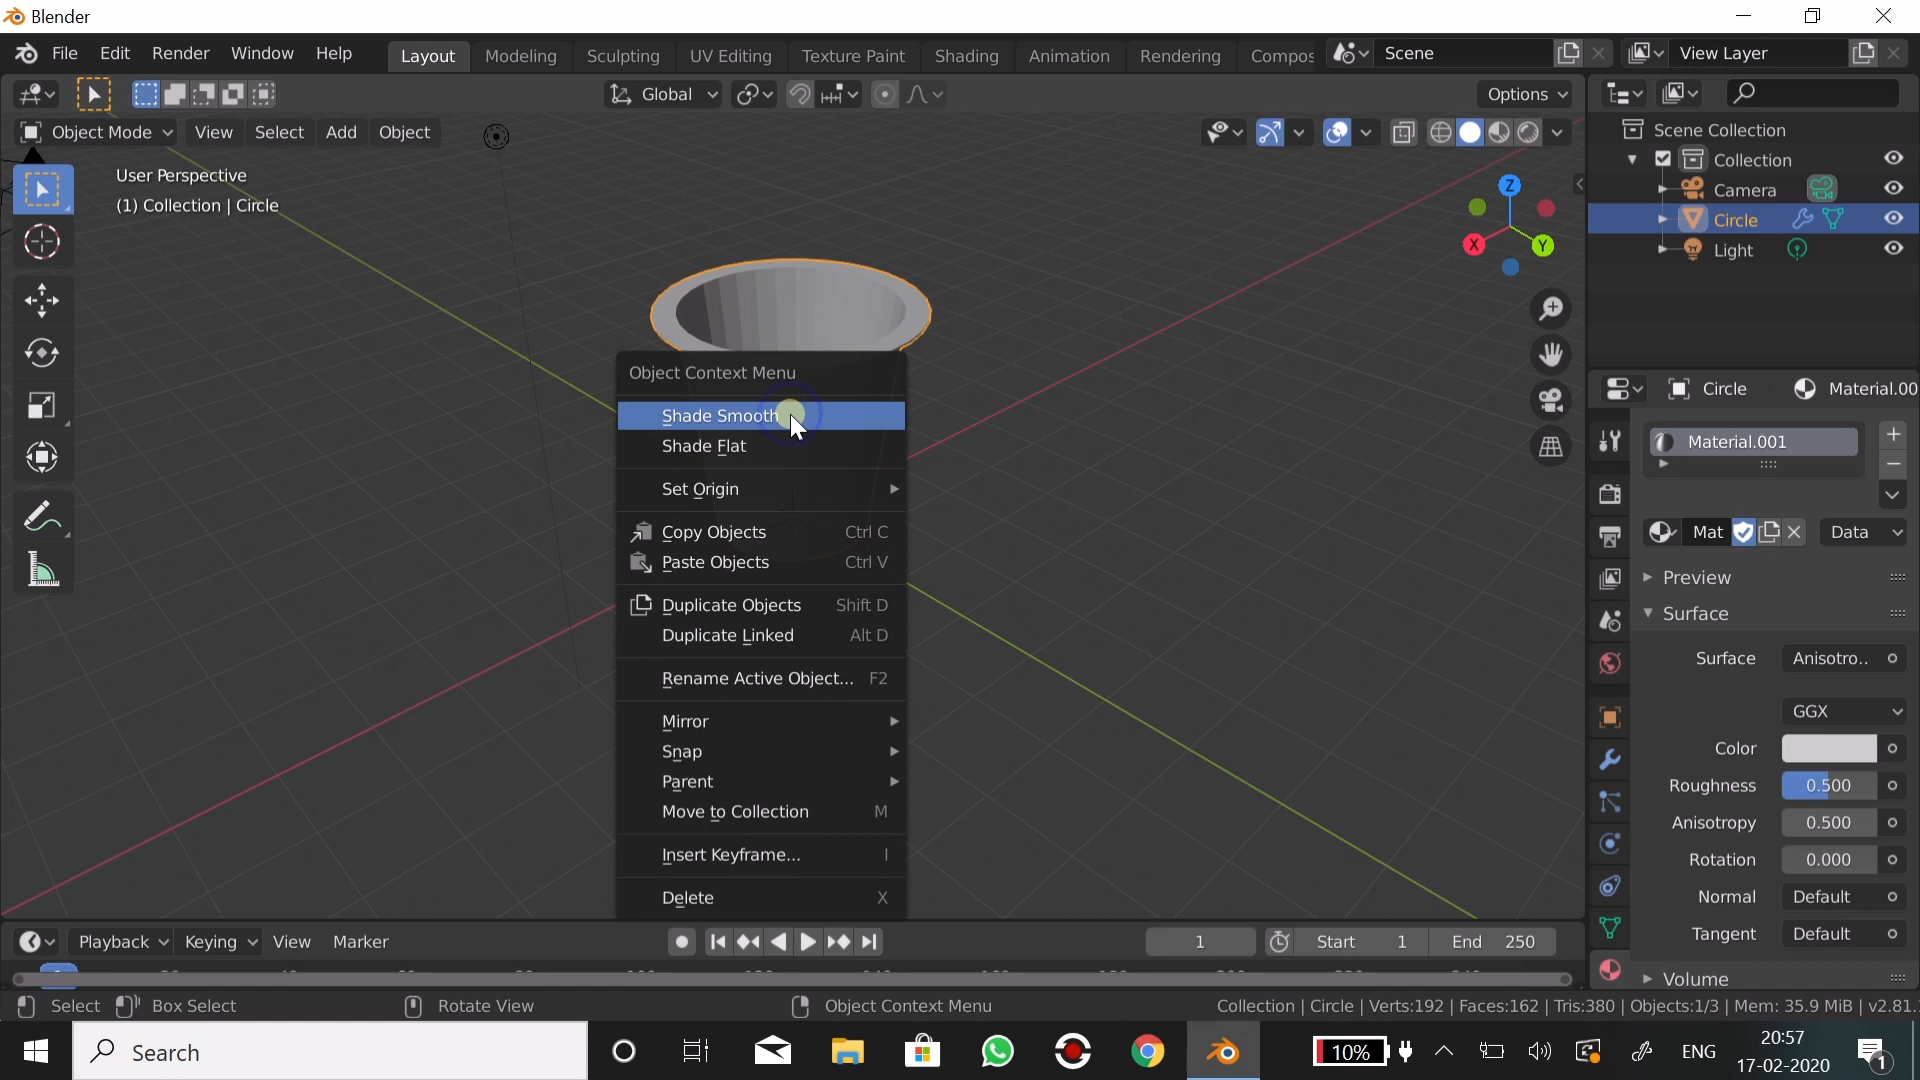 Blender
File Edit Render Window Help Layout Modeling Sculpting UV Editing Texture Paint Shading Animation Rendering Compos Scene View Layer
Global Options
Object Mode View Select Add Object
User Perspective
(1) Collection | Circle
Z
X
Y
Scene Collection
Collection
Camera
Circle
Light
Object Context Menu
Shade Smooth
Shade Flat
Set Origin
Copy Objects Ctrl C
Paste Objects Ctrl V
Duplicate Objects Shift D
Duplicate Linked Alt D
Rename Active Object... F2
Mirror
Snap
Parent
Move to Collection M
Insert Keyframe... I
Delete X
Circle Material.00
Material.001
Mat Data
Preview
Surface
Surface Anisotro..
GGX
Color
Roughness 0.500
Anisotropy 0.500
Rotation 0.000
Normal Default
Tangent Default
Volume
Playback Keying View Marker 1 Start 1 End 250
Select Box Select Rotate View Object Context Menu Collection | Circle | Verts:192 | Faces:162 | Tris:380 | Objects:1/3 | Mem: 35.9 MiB | v2.81.
Search 10% ENG 20:57
17-02-2020 1